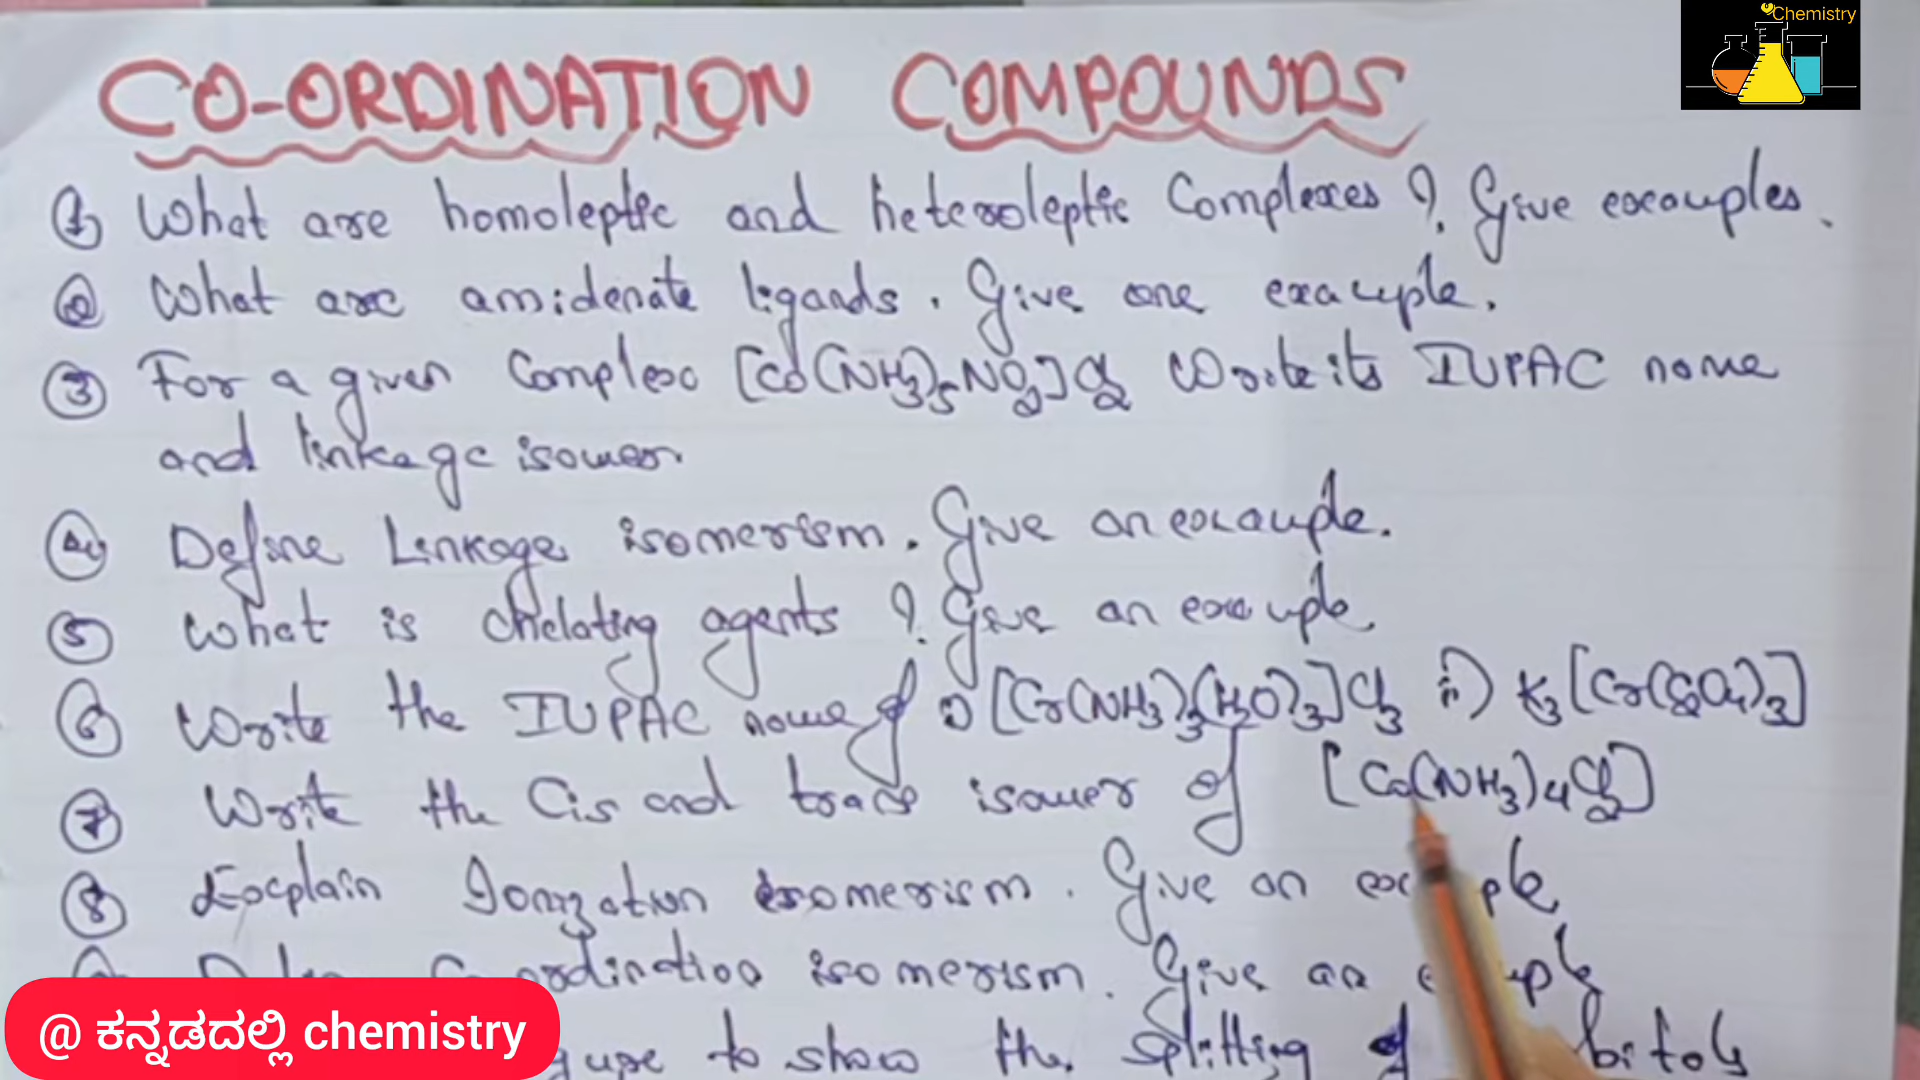 Chemistry
CO-ORDINATION COMPOUNDS
① What are homoleptic and heteroleptic Complexes ? Give examples.
② What are ambidenate ligands. Give one example.
③ For a given Complex [Co(NH₃)₅NO₂]Cl₂ Write its IUPAC name
and linkage isomer.
④ Define Linkage isomerism. Give an example.
⑤ What is chelating agents ? Give an example.
⑥ Write the IUPAC name of i) [Cr(NH₃)₃(H₂O)₃]Cl₃ ii) K₃[Cr(C₂O₄)₃]
⑦ Write the Cis and trans isomer of [Co(NH₃)₄Cl₂]
⑧ Explain Ionization isomerism. Give an example.
isomerism. Give an
to show the splitting of
@ ಕನ್ನಡದಲ್ಲಿ chemistry